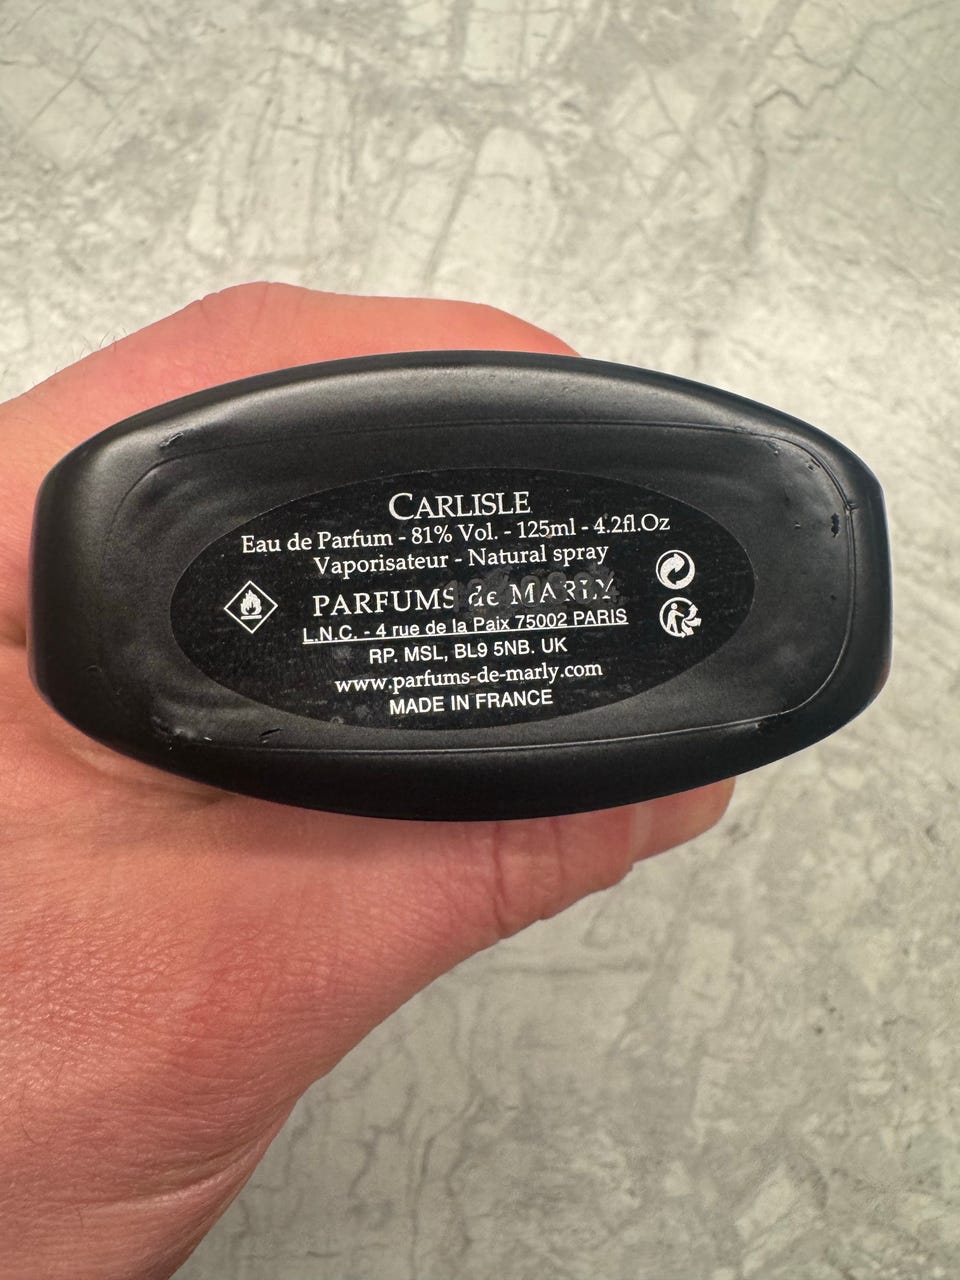 CARLISLE
Eau de Parfum - 81% Vol. - 125ml - 4.2fl.Oz
Vaporisateur - Natural spray
PARFUMS de MARLY
L.N.C. - 4 rue de la Paix 75002 PARIS
RP. MSL, BL9 5NB. UK
www.parfums-de-marly.com
MADE IN FRANCE